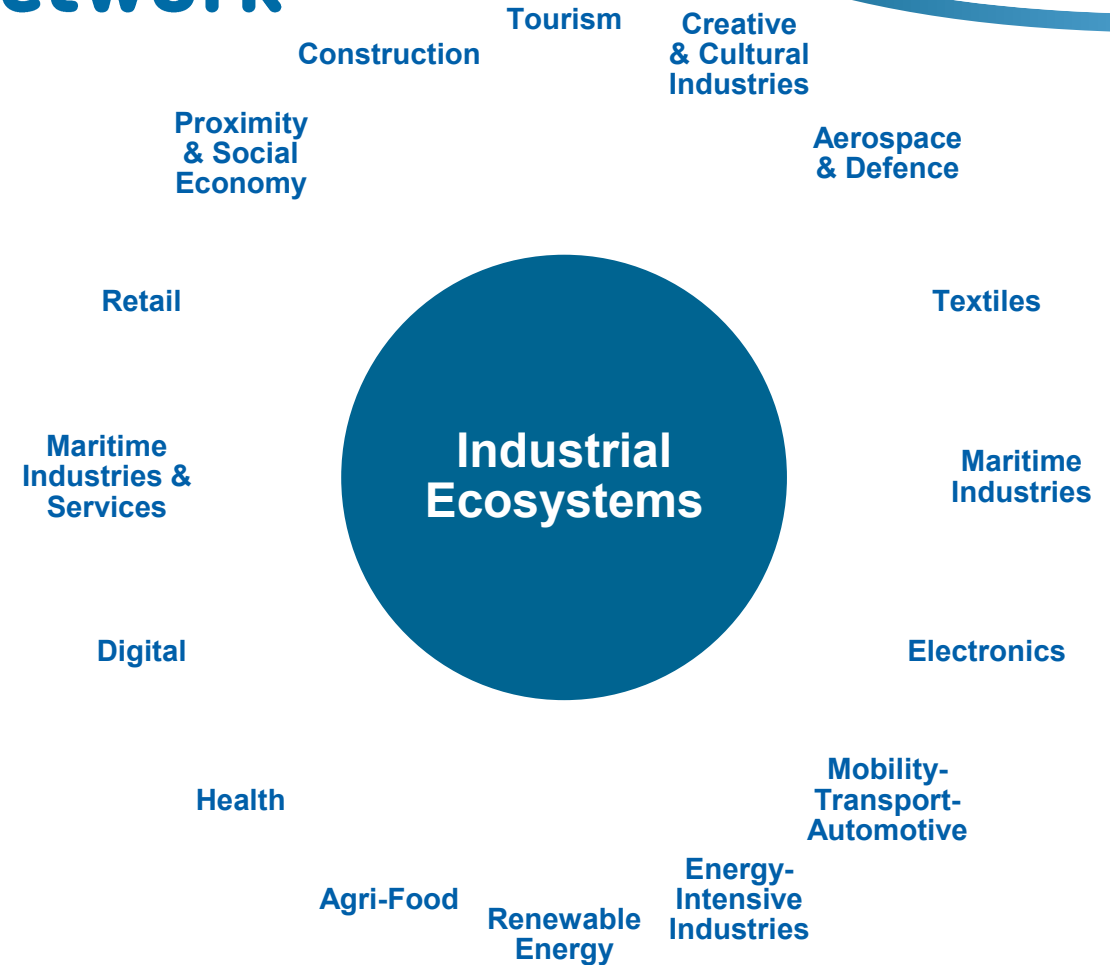 Tourism
Creative
& Cultural
Industries
Construction
Proximity
& Social
Economy
Aerospace
& Defence
Retail
Textiles
Maritime
Industries &
Services
Industrial
Ecosystems
Maritime
Industries
Digital
Electronics
Health
Mobility-
Transport-
Automotive
Agri-Food
Renewable
Energy
Energy-
Intensive
Industries